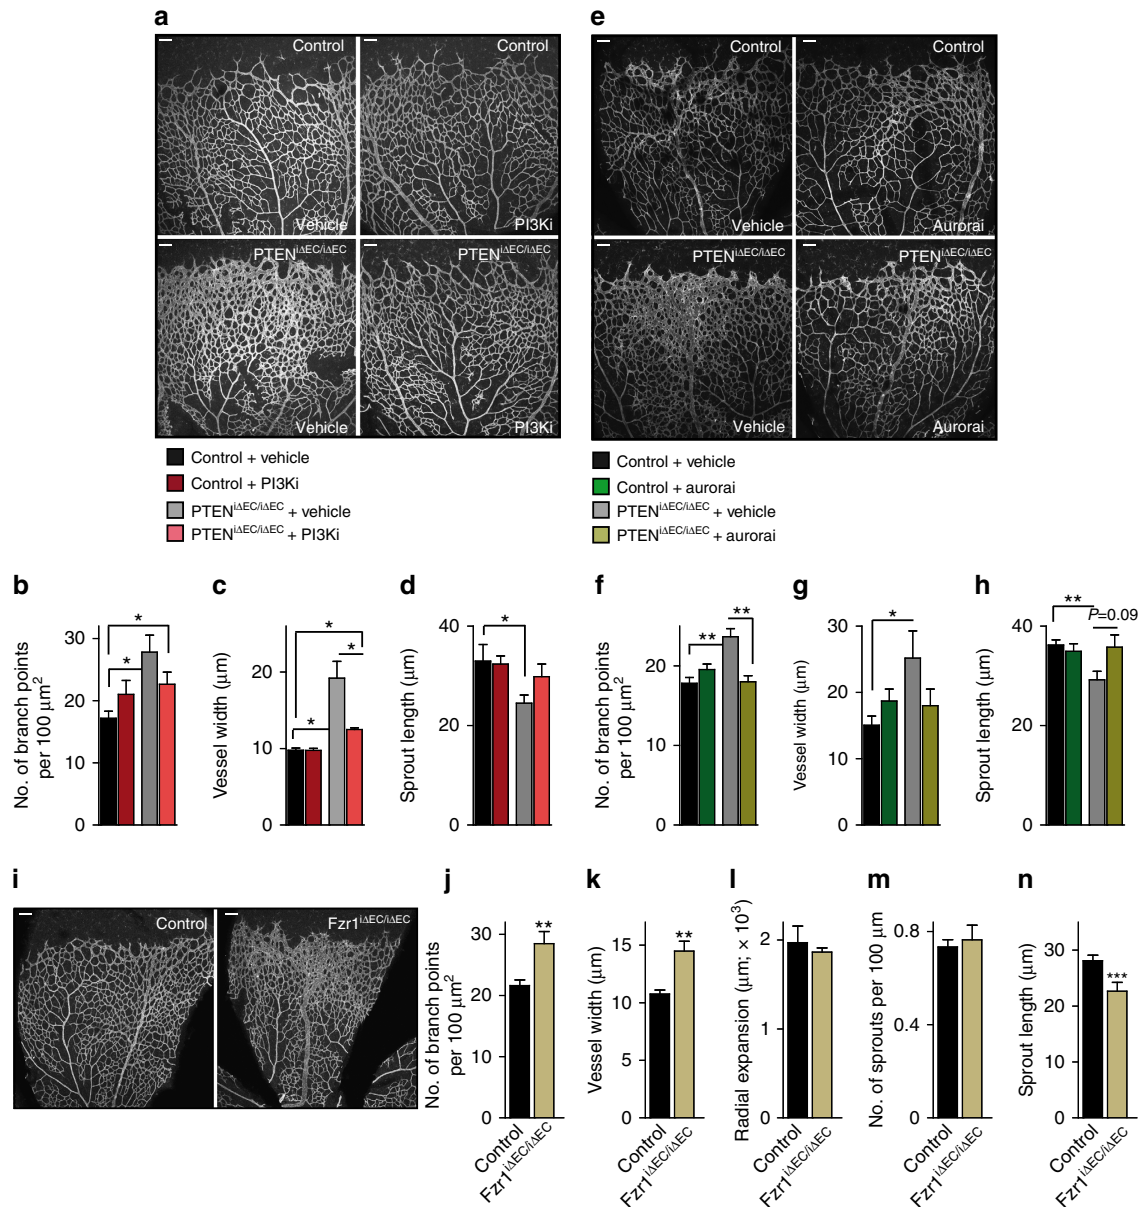 a
Control
Control
Vehicle
PI3Ki
PTENiΔEC/iΔEC
PTENiΔEC/iΔEC
Vehicle
PI3Ki
Control + vehicle
Control + PI3Ki
PTENiΔEC/iΔEC + vehicle
PTENiΔEC/iΔEC + PI3Ki
e
Control
Control
Vehicle
Aurorai
PTENiΔEC/iΔEC
PTENiΔEC/iΔEC
Vehicle
Aurorai
Control + vehicle
Control + aurorai
PTENiΔEC/iΔEC + vehicle
PTENiΔEC/iΔEC + aurorai
b
No. of branch points
per 100 μm2
30
20
10
0
*
*
c
Vessel width (μm)
20
10
0
*
*
*
d
Sprout length (μm)
40
20
0
*
f
No. of branch points
per 100 μm2
20
10
0
**
**
g
Vessel width (μm)
30
20
10
0
*
h
Sprout length (μm)
40
20
0
**
P=0.09
i
Control
Fzr1iΔEC/iΔEC
j
No. of branch points
per 100 μm2
30
20
10
0
**
Control
Fzr1iΔEC/iΔEC
k
Vessel width (μm)
15
10
5
0
**
Control
Fzr1iΔEC/iΔEC
l
Radial expansion (μm; × 103)
2
1
0
Control
Fzr1iΔEC/iΔEC
m
No. of sprouts per 100 μm
0.8
0.4
0
Control
Fzr1iΔEC/iΔEC
n
Sprout length (μm)
30
20
10
0
***
Control
Fzr1iΔEC/iΔEC